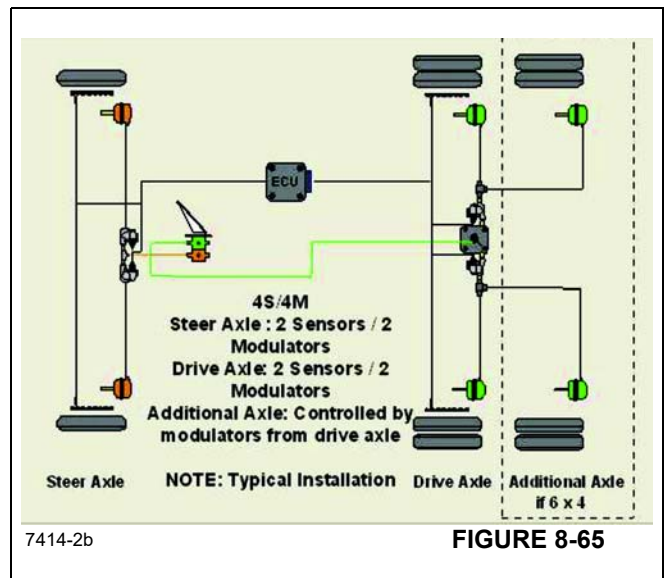 ECU
4S/4M
Steer Axle : 2 Sensors / 2
Modulators
Drive Axle: 2 Sensors / 2
Modulators
Additional Axle: Controlled by
modulators from drive axle
Steer Axle
NOTE: Typical Installation
Drive Axle
Additional Axle
if 6 x 4
7414-2b
FIGURE 8-65